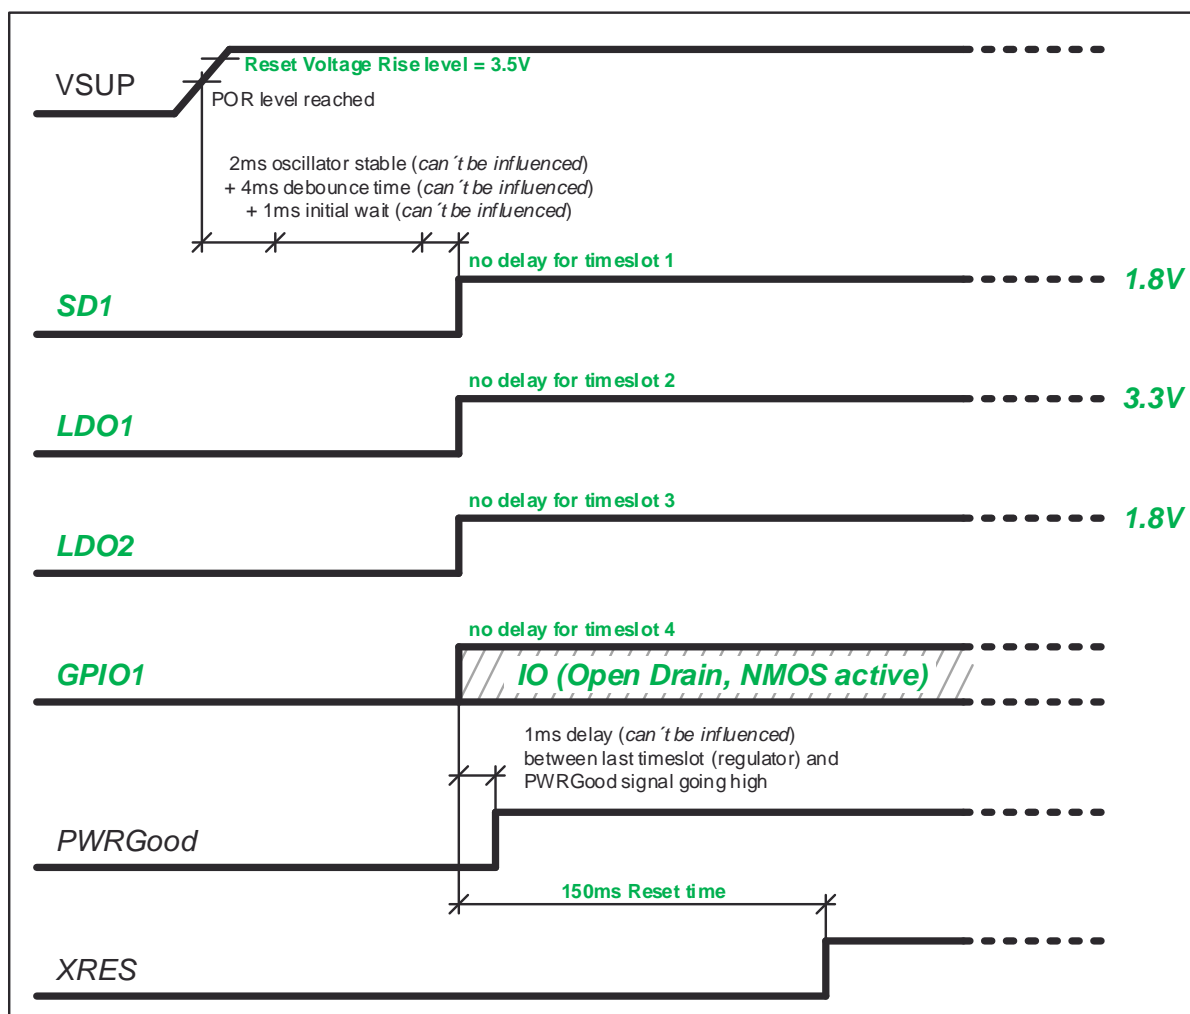 VSUP
Reset Voltage Rise level = 3.5V
POR level reached
2ms oscillator stable (can´t be influenced)
+ 4ms debounce time (can´t be influenced)
+ 1ms initial wait (can´t be influenced)
no delay for timeslot 1
SD1
1.8V
no delay for timeslot 2
LDO1
3.3V
no delay for timeslot 3
LDO2
1.8V
no delay for timeslot 4
GPIO1
IO (Open Drain, NMOS active)
1ms delay (can´t be influenced)
between last timeslot (regulator) and
PWRGood signal going high
PWRGood
150ms Reset time
XRES